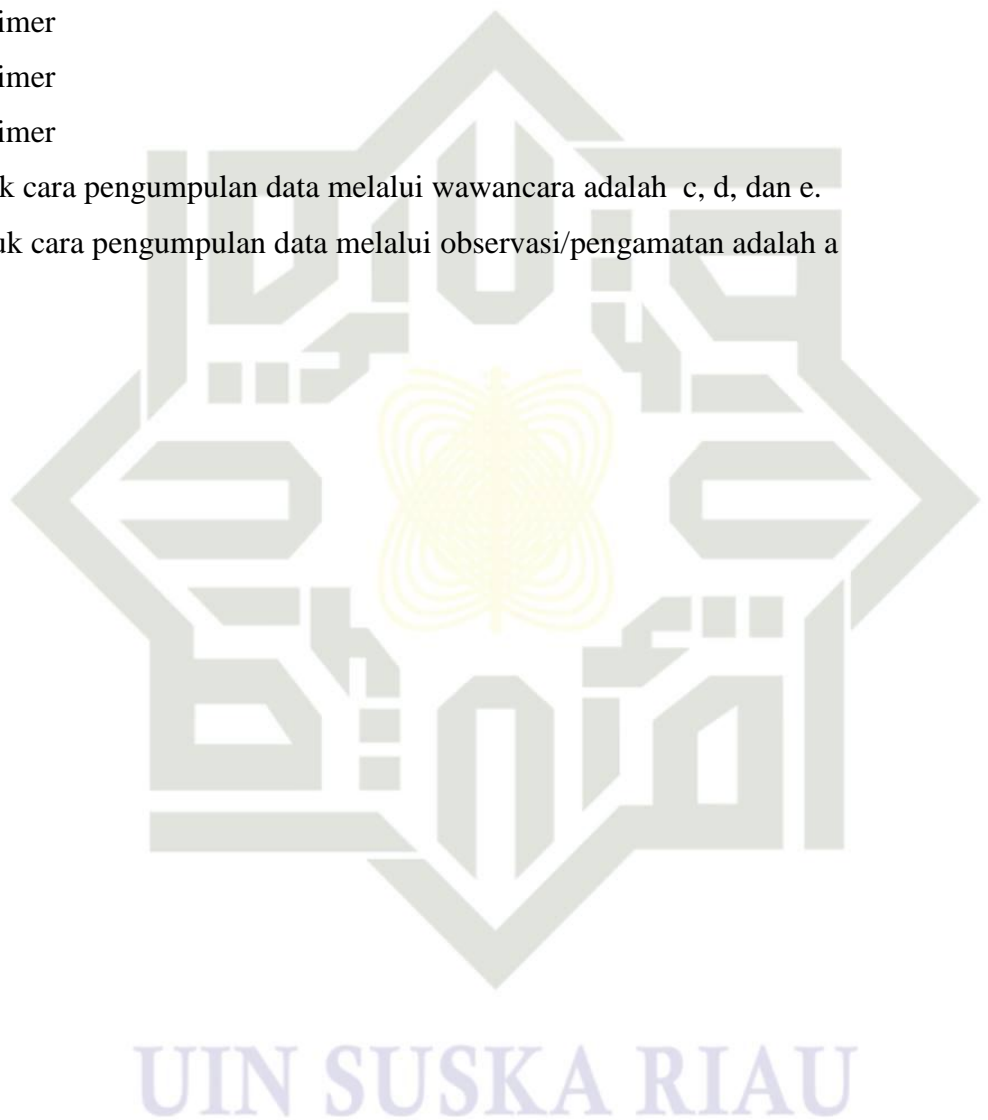 imer
imer
imer
k cara pengumpulan data melalui wawancara adalah c, d, dan e.
uk cara pengumpulan data melalui observasi/pengamatan adalah a
UIN SUSKA RIAU